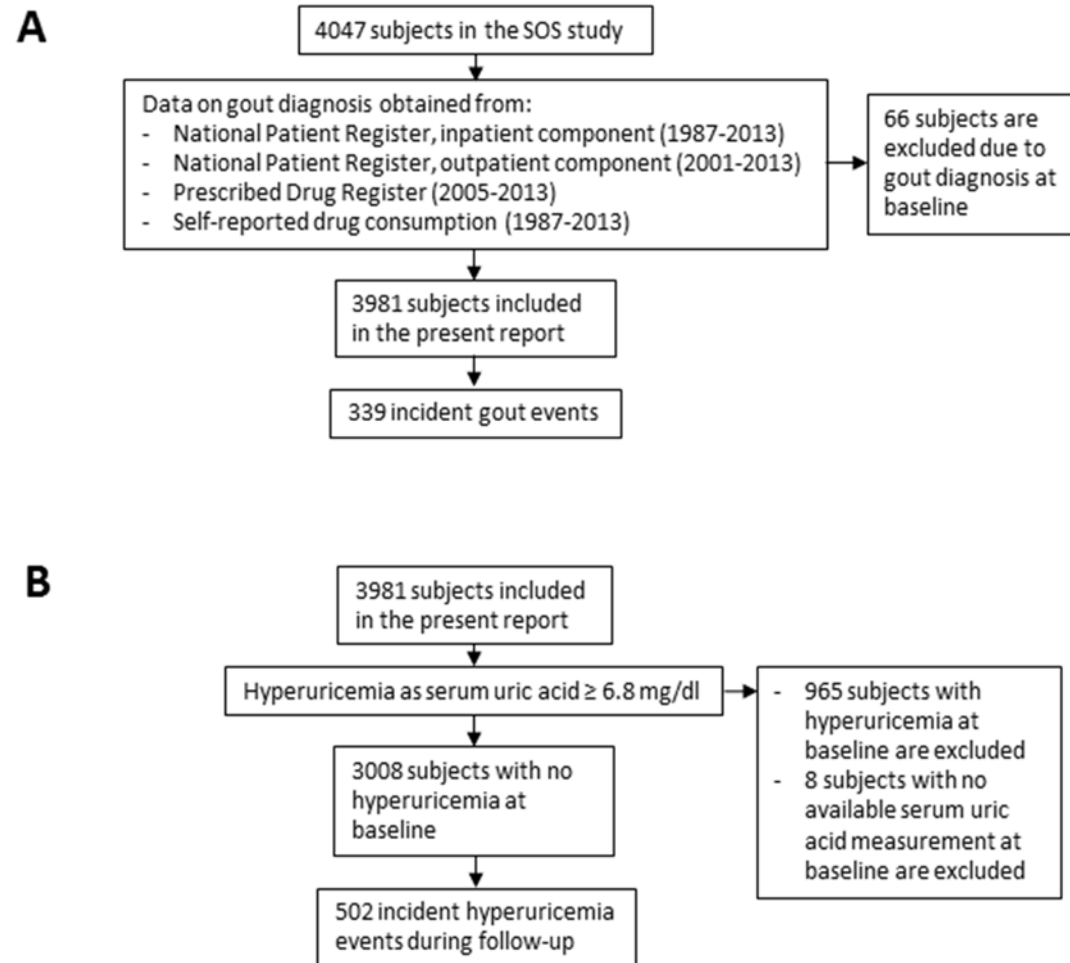 A
4047 subjects in the SOS study
Data on gout diagnosis obtained from:
- National Patient Register, inpatient component (1987-2013)
- National Patient Register, outpatient component (2001-2013)
- Prescribed Drug Register (2005-2013)
- Self-reported drug consumption (1987-2013)
66 subjects are
excluded due to
gout diagnosis at
baseline
3981 subjects included
in the present report
339 incident gout events
B
3981 subjects included
in the present report
Hyperuricemia as serum uric acid ≥ 6.8 mg/dl
- 965 subjects with
hyperuricemia at
baseline are excluded
- 8 subjects with no
available serum uric
acid measurement at
baseline are excluded
3008 subjects with no
hyperuricemia at
baseline
502 incident hyperuricemia
events during follow-up